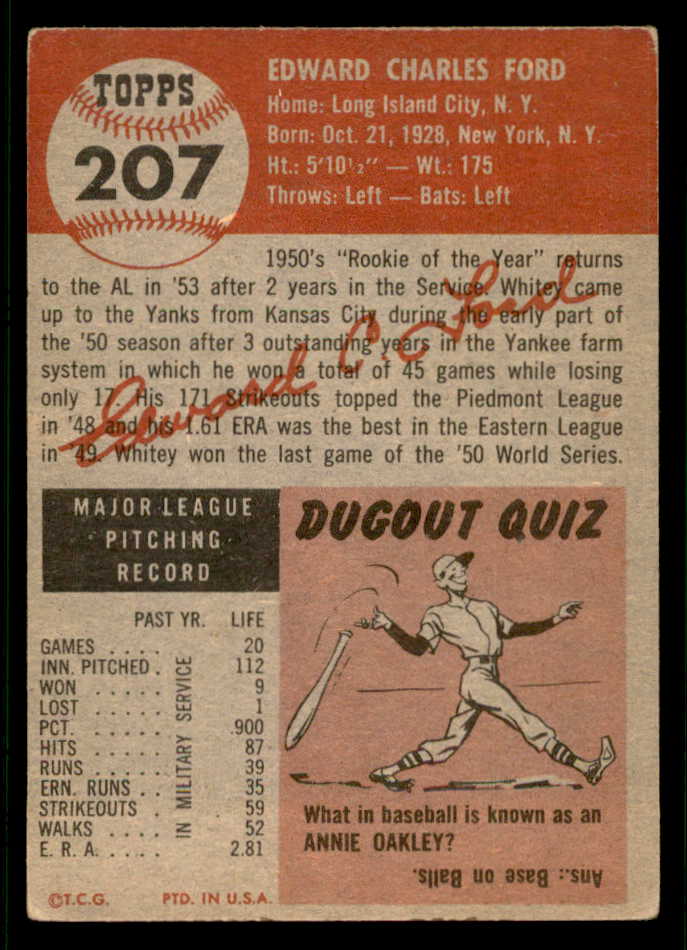 TOPPS
207
EDWARD CHARLES FORD
Home: Long Island City, N. Y.
Born: Oct. 21, 1928, New York, N. Y.
Ht.: 5'10½" — Wt.: 175
Throws: Left — Bats: Left
1950's "Rookie of the Year" returns
to the AL in '53 after 2 years in the Service. Whitey came
up to the Yanks from Kansas City during the early part of
the '50 season after 3 outstanding years in the Yankee farm
system in which he won a total of 45 games while losing
only 17. His 171 Strikeouts topped the Piedmont League
in '48 and his 1.61 ERA was the best in the Eastern League
in '49. Whitey won the last game of the '50 World Series.
Edward C. Ford
MAJOR LEAGUE
PITCHING
RECORD
PAST YR. LIFE
GAMES . . . . . 20
INN. PITCHED . 112
WON . . . . . 9
LOST . . . . . 1
PCT. . . . . . .900
HITS . . . . . 87
RUNS . . . . . 39
ERN. RUNS . . 35
STRIKEOUTS . 59
WALKS . . . . 52
E. R. A. . . . . 2.81
IN MILITARY SERVICE
©T.C.G. PTD. IN U.S.A.
DUGOUT QUIZ
What in baseball is known as an
ANNIE OAKLEY?
Ans.: Base on Balls.